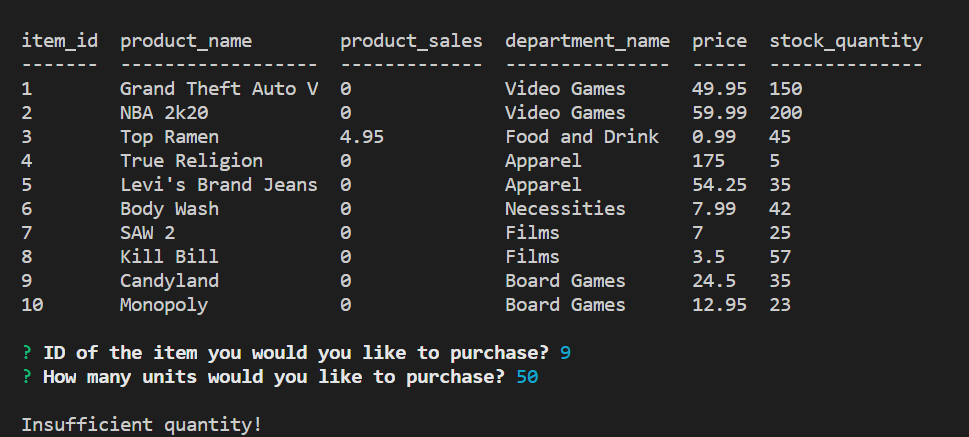 item_id  product_name        product_sales  department_name  price  stock_quantity
-------  ------------------  -------------  ---------------  -----  --------------
1        Grand Theft Auto V  0              Video Games      49.95  150
2        NBA 2k20            0              Video Games      59.99  200
3        Top Ramen           4.95           Food and Drink   0.99   45
4        True Religion       0              Apparel          175    5
5        Levi's Brand Jeans  0              Apparel          54.25  35
6        Body Wash           0              Necessities      7.99   42
7        SAW 2               0              Films            7      25
8        Kill Bill           0              Films            3.5    57
9        Candyland           0              Board Games      24.5   35
10       Monopoly            0              Board Games      12.95  23
? ID of the item you would you like to purchase? 9
? How many units would you like to purchase? 50
Insufficient quantity!